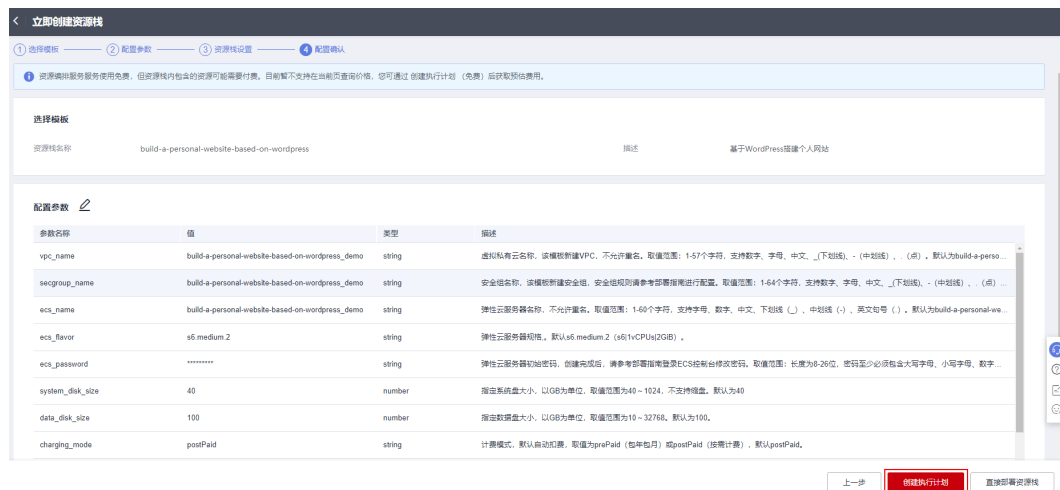 立即创建资源栈
1 选择模板 2 配置参数 3 资源栈设置 4 配置确认
资源编排服务服务使用免费，但资源栈内包含的资源可能需要付费。目前暂不支持在当前页查询价格，您可通过 创建执行计划 （免费）后获取预估费用。
选择模板
资源栈名称 build-a-personal-website-based-on-wordpress 描述 基于WordPress搭建个人网站
配置参数
参数名称 值 类型 描述
vpc_name build-a-personal-website-based-on-wordpress_demo string 虚拟私有云名称，该模板新建VPC，不允许重名。取值范围：1-57个字符，支持数字、字母、中文、_(下划线)、-（中划线）、.（点）。默认为build-a-perso...
secgroup_name build-a-personal-website-based-on-wordpress_demo string 安全组名称，该模板新建安全组，安全组规则请参考部署指南进行配置。取值范围：1-64个字符，支持数字、字母、中文、_(下划线)、-（中划线）、.（点）...
ecs_name build-a-personal-website-based-on-wordpress_demo string 弹性云服务器名称，不允许重名。取值范围：1-60个字符，支持字母、数字、中文、下划线（_）、中划线（-）、英文句号（.）。默认为build-a-personal-we...
ecs_flavor s6.medium.2 string 弹性云服务器规格.。默认s6.medium.2（s6|1vCPUs|2GiB）。
ecs_password ********* string 弹性云服务器初始密码，创建完成后，请参考部署指南登录ECS控制台修改密码。取值范围：长度为8-26位，密码至少必须包含大写字母、小写字母、数字...
system_disk_size 40 number 指定系统盘大小，以GB为单位，取值范围为40～1024，不支持缩盘。默认为40
data_disk_size 100 number 指定数据盘大小，以GB为单位，取值范围为10～32768。默认为100。
charging_mode postPaid string 计费模式，默认自动扣费，取值为prePaid（包年包月）或postPaid（按需计费），默认postPaid。
上一步 创建执行计划 直接部署资源栈